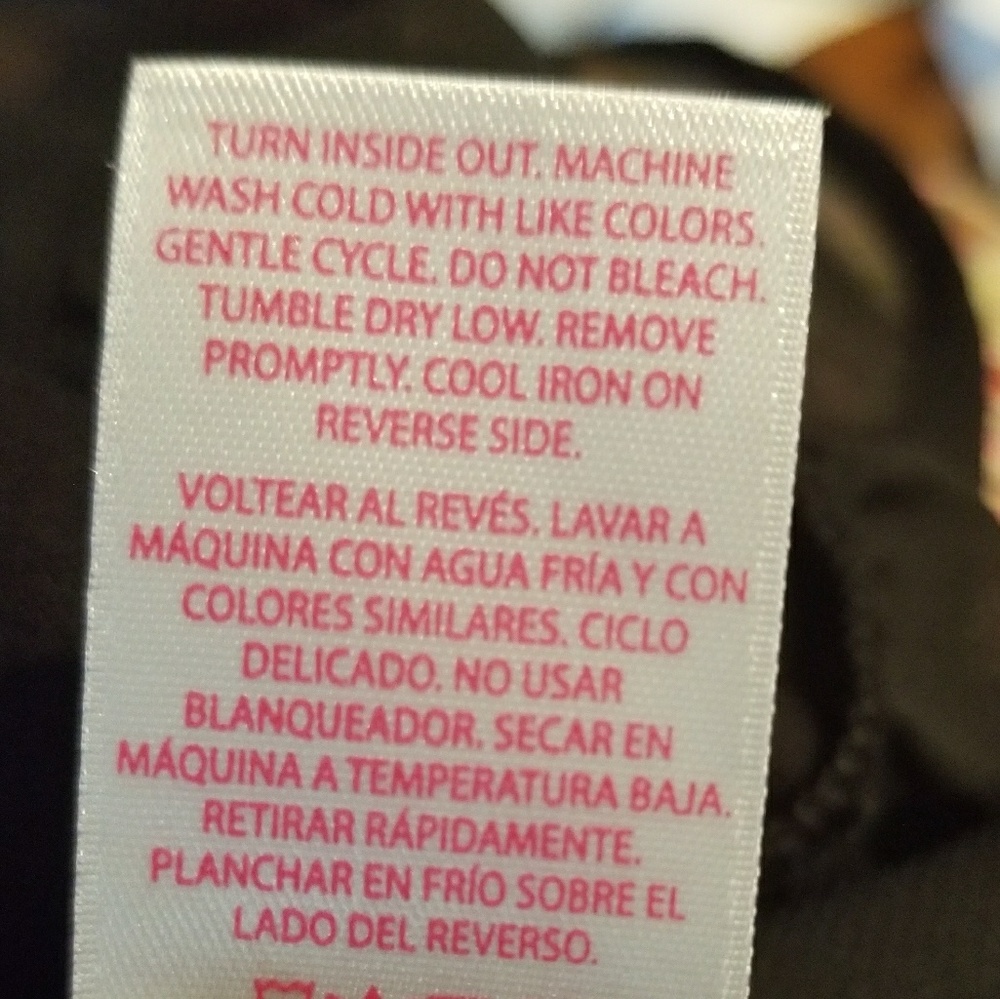 TURN INSIDE OUT. MACHINE
WASH COLD WITH LIKE COLORS.
GENTLE CYCLE. DO NOT BLEACH.
TUMBLE DRY LOW. REMOVE
PROMPTLY. COOL IRON ON
REVERSE SIDE.
VOLTEAR AL REVÉS. LAVAR A
MÁQUINA CON AGUA FRÍA Y CON
COLORES SIMILARES. CICLO
DELICADO. NO USAR
BLANQUEADOR. SECAR EN
MÁQUINA A TEMPERATURA BAJA.
RETIRAR RÁPIDAMENTE.
PLANCHAR EN FRÍO SOBRE EL
LADO DEL REVERSO.